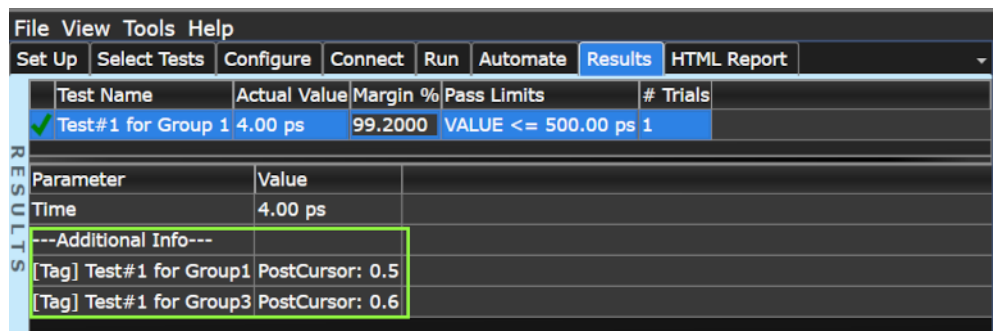 File View Tools Help
Set Up Select Tests Configure Connect Run Automate Results HTML Report
Test Name Actual Value Margin % Pass Limits # Trials
Test#1 for Group 1 4.00 ps 99.2000 VALUE <= 500.00 ps 1
RESULTS
Parameter Value
Time 4.00 ps
---Additional Info---
[Tag] Test#1 for Group1 PostCursor: 0.5
[Tag] Test#1 for Group3 PostCursor: 0.6